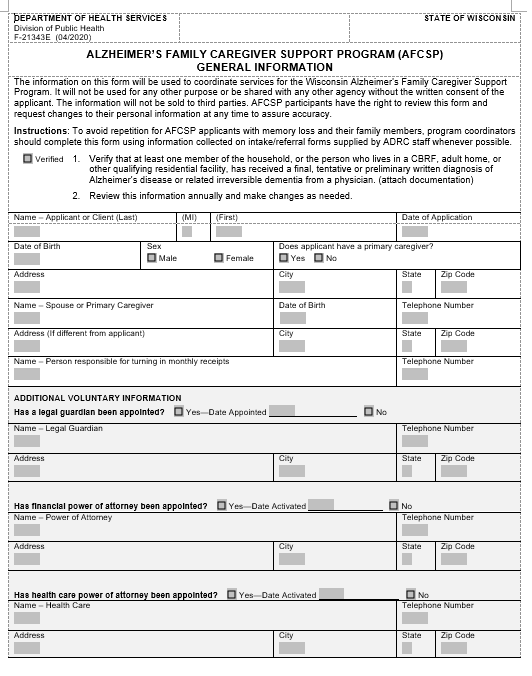 DEPARTMENT OF HEALTH SERVICES
STATE OF WISCONSIN
Division of Public Health
F-21343E (04/2020)
ALZHEIMER'S FAMILY CAREGIVER SUPPORT PROGRAM (AFCSP)
GENERAL INFORMATION
The information on this form will be used to coordinate services for the Wisconsin Alzheimer's Family Caregiver Support
Program. It will not be used for any other purpose or be shared with any other agency without the written consent of the
applicant. The information will not be sold to third parties. AFCSP participants have the right to review this form and
request changes to their personal information at any time to assure accuracy.
Instructions: To avoid repetition for AFCSP applicants with memory loss and their family members, program coordinators
should complete this form using information collected on intake/referral forms supplied by ADRC staff whenever possible.
Verified 1. Verify that at least one member of the household, or the person who lives in a CBRF, adult home, or
other qualifying residential facility, has received a final, tentative or preliminary written diagnosis of
Alzheimer's disease or related irreversible dementia from a physician. (attach documentation)
2. Review this information annually and make changes as needed.
Name – Applicant or Client (Last) (MI) (First) Date of Application
Date of Birth Sex Does applicant have a primary caregiver?
Male Female Yes No
Address City State Zip Code
Name – Spouse or Primary Caregiver Date of Birth Telephone Number
Address (If different from applicant) City State Zip Code
Name – Person responsible for turning in monthly receipts Telephone Number
ADDITIONAL VOLUNTARY INFORMATION
Has a legal guardian been appointed? Yes—Date Appointed No
Name – Legal Guardian Telephone Number
Address City State Zip Code
Has financial power of attorney been appointed? Yes—Date Activated No
Name – Power of Attorney Telephone Number
Address City State Zip Code
Has health care power of attorney been appointed? Yes—Date Activated No
Name – Health Care Telephone Number
Address City State Zip Code